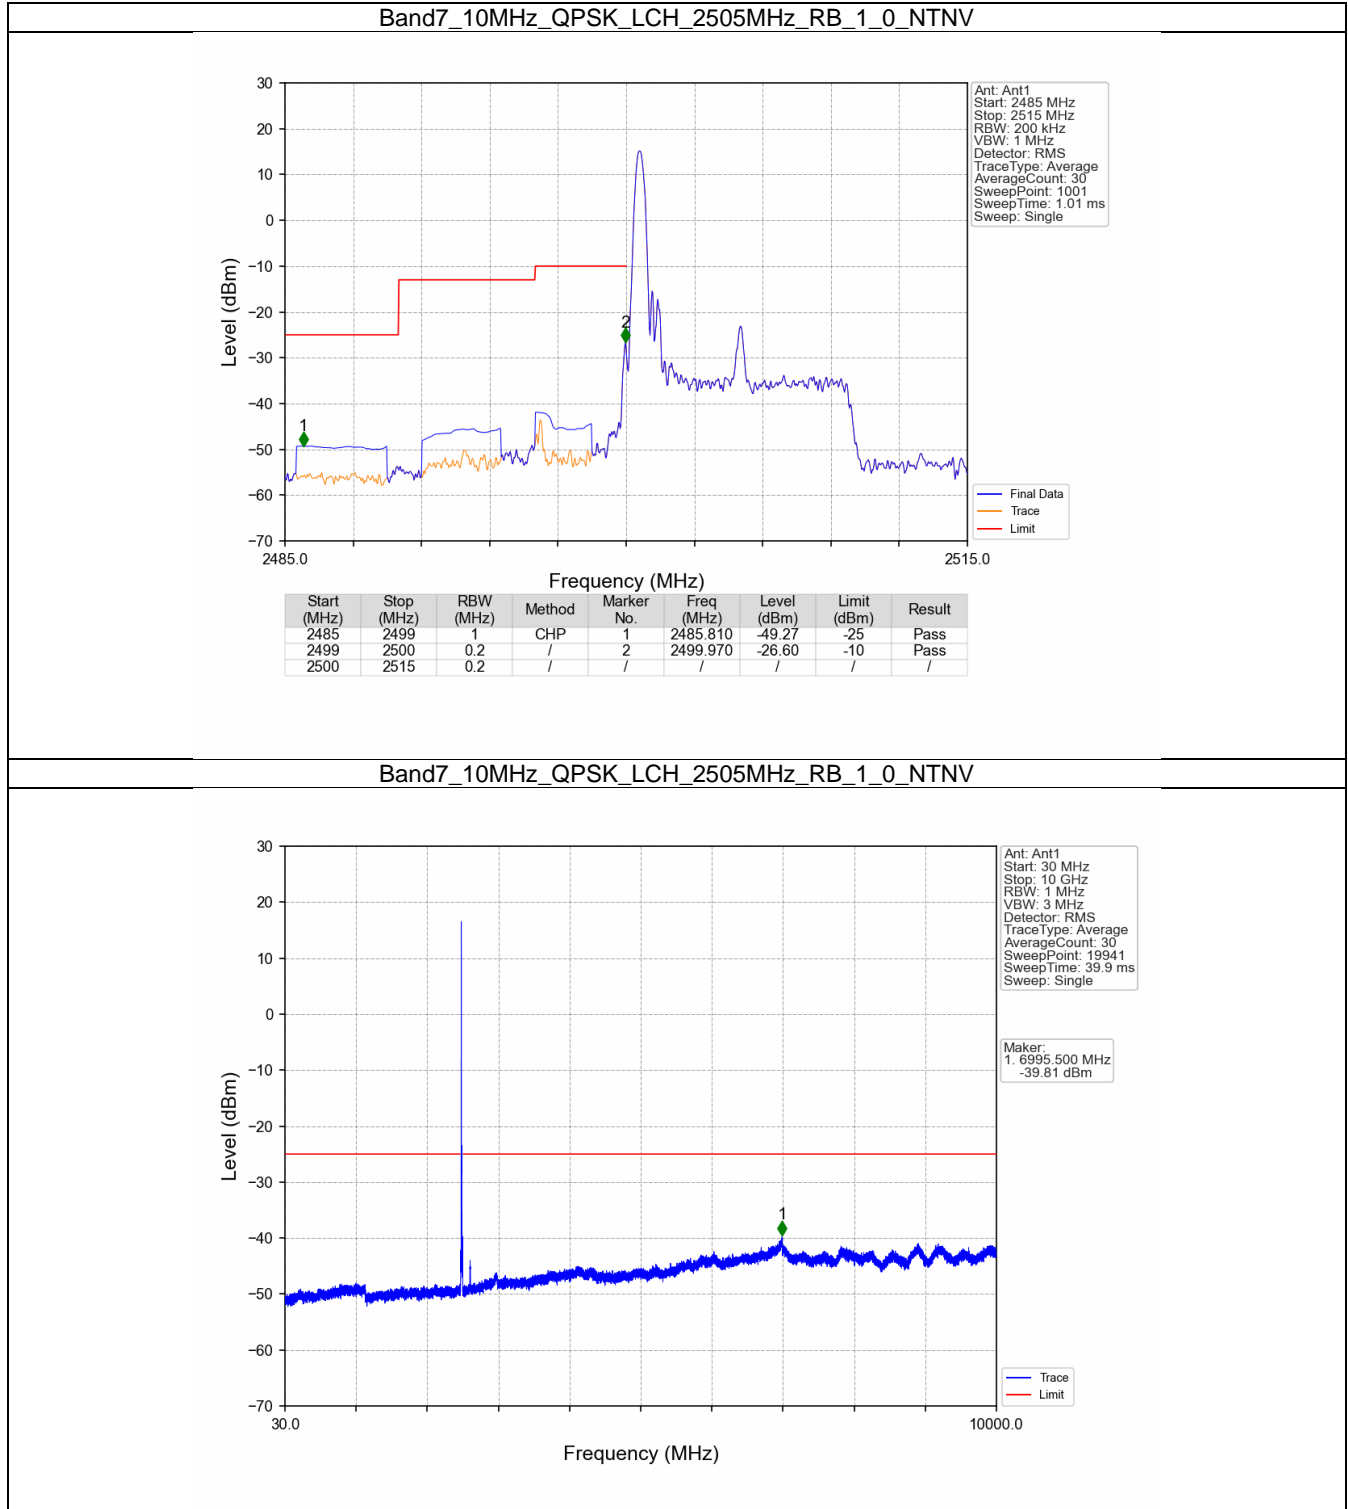 Band7_10MHz_QPSK_LCH_2505MHz_RB_1_0_NTNV
30
20
10
0
−10
−20
−30
−40
−50
−60
−70
Level (dBm)
1
2
2485.0
2515.0
Frequency (MHz)
Ant: Ant1
Start: 2485 MHz
Stop: 2515 MHz
RBW: 200 kHz
VBW: 1 MHz
Detector: RMS
TraceType: Average
AverageCount: 30
SweepPoint: 1001
SweepTime: 1.01 ms
Sweep: Single
Final Data
Trace
Limit
Start (MHz) Stop (MHz) RBW (MHz) Method Marker No. Freq (MHz) Level (dBm) Limit (dBm) Result
2485 2499 1 CHP 1 2485.810 -49.27 -25 Pass
2499 2500 0.2 / 2 2499.970 -26.60 -10 Pass
2500 2515 0.2 / / / / / /
Band7_10MHz_QPSK_LCH_2505MHz_RB_1_0_NTNV
30
20
10
0
−10
−20
−30
−40
−50
−60
−70
Level (dBm)
1
30.0
10000.0
Frequency (MHz)
Ant: Ant1
Start: 30 MHz
Stop: 10 GHz
RBW: 1 MHz
VBW: 3 MHz
Detector: RMS
TraceType: Average
AverageCount: 30
SweepPoint: 19941
SweepTime: 39.9 ms
Sweep: Single
Maker:
1. 6995.500 MHz
-39.81 dBm
Trace
Limit